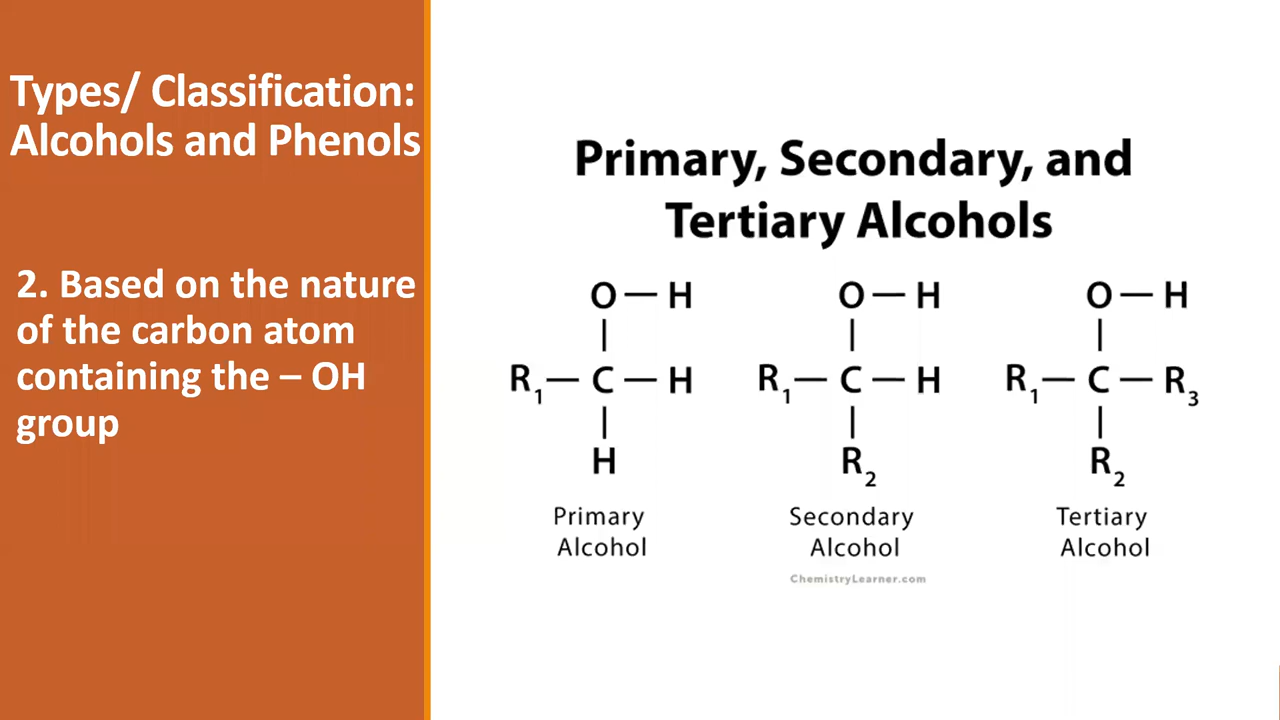 Types/ Classification:
Alcohols and Phenols
2. Based on the nature
of the carbon atom
containing the – OH
group
Primary, Secondary, and
Tertiary Alcohols
O — H O — H O — H
| | |
R₁ — C — H R₁ — C — H R₁ — C — R₃
| | |
H R₂ R₂
Primary Secondary Tertiary
Alcohol Alcohol Alcohol
ChemistryLearner.com